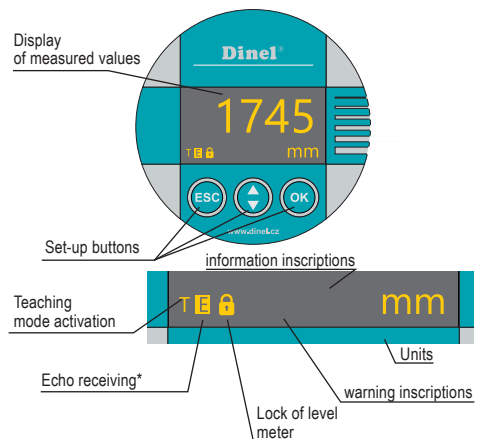 Display
of measured values
Dinel®
1745
T E
mm
ESC
OK
www.dinel.cz
Set-up buttons
information inscriptions
Teaching
mode activation
T E
mm
Units
Echo receiving*
warning inscriptions
Lock of level
meter